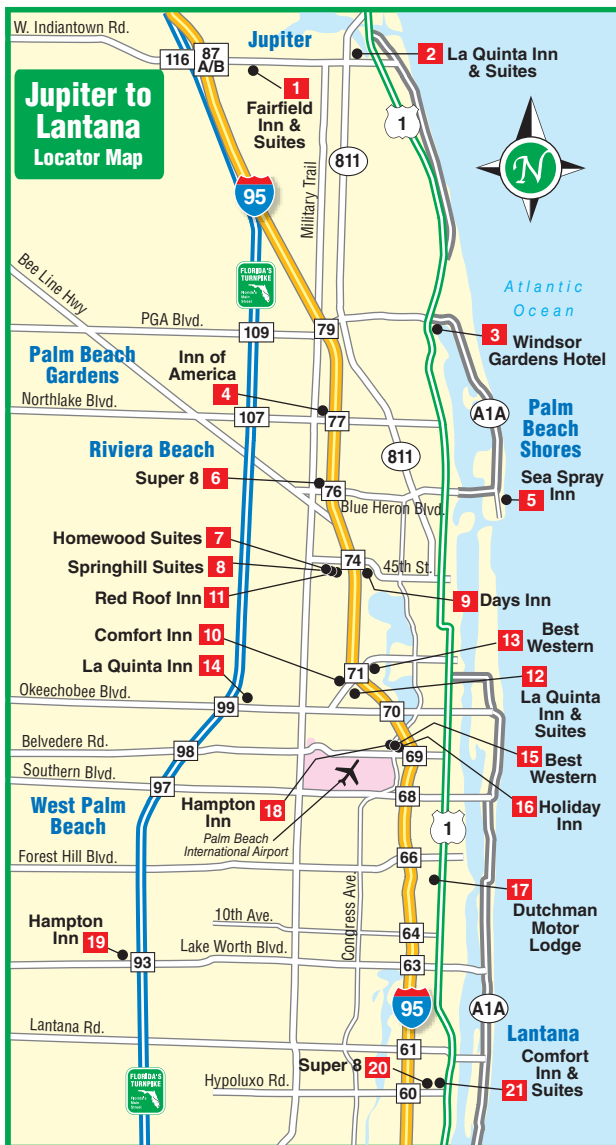 W. Indiantown Rd.
Jupiter
116
87
A/B
2
La Quinta Inn
& Suites
Jupiter to
Lantana
Locator Map
1
Fairfield
Inn &
Suites
1
811
Military Trail
N
95
Bee Line Hwy
FLORIDA'S
TURNPIKE
Atlantic
Ocean
PGA Blvd.
109
79
3
Windsor
Gardens Hotel
Palm Beach
Gardens
Inn of
America
4
Northlake Blvd.
107
77
A1A
Palm
Beach
Shores
Riviera Beach
811
Super 8
6
76
Blue Heron Blvd.
Sea Spray
Inn
5
Homewood Suites
7
74
45th St.
Springhill Suites
8
Red Roof Inn
11
9
Days Inn
Comfort Inn
10
13
Best
Western
La Quinta Inn
14
71
12
La Quinta
Inn &
Suites
Okeechobee Blvd.
99
70
Belvedere Rd.
98
69
15
Best
Western
Southern Blvd.
97
68
West Palm
Beach
Hampton
Inn
18
Palm Beach
International Airport
16
Holiday
Inn
1
Forest Hill Blvd.
66
Congress Ave.
17
Dutchman
Motor
Lodge
10th Ave.
64
Hampton
Inn
19
Lake Worth Blvd.
93
63
95
A1A
Lantana Rd.
61
Lantana
Comfort
Inn &
Suites
21
Super 8
20
FLORIDA'S
TURNPIKE
Hypoluxo Rd.
60